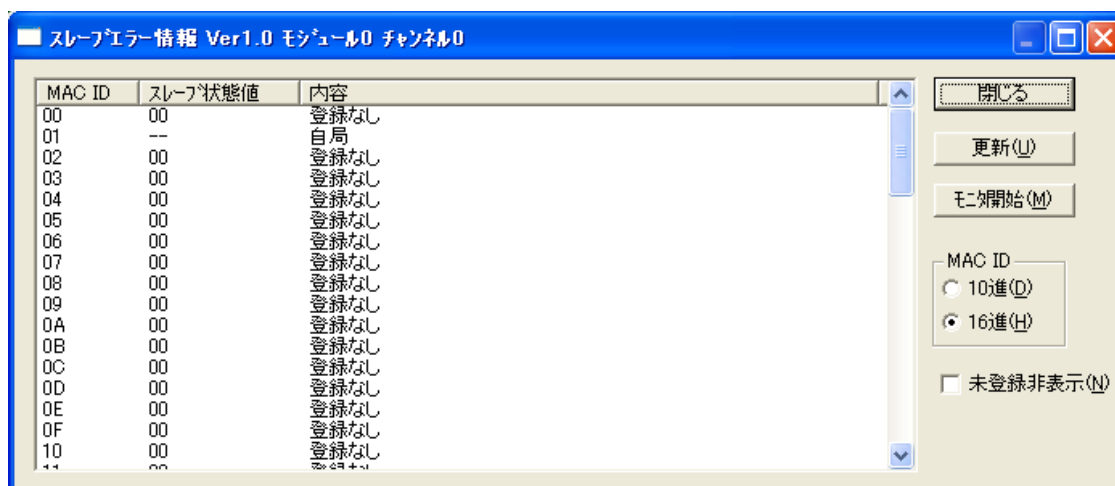 スレーブエラー情報 Ver1.0 モジュール0 チャンネル0
MAC ID スレーブ状態値 内容
00 00 登録なし
01 -- 自局
02 00 登録なし
03 00 登録なし
04 00 登録なし
05 00 登録なし
06 00 登録なし
07 00 登録なし
08 00 登録なし
09 00 登録なし
0A 00 登録なし
0B 00 登録なし
0C 00 登録なし
0D 00 登録なし
0E 00 登録なし
0F 00 登録なし
10 00 登録なし
閉じる
更新(U)
モニタ開始(M)
MAC ID
10進(D)
16進(H)
未登録非表示(N)